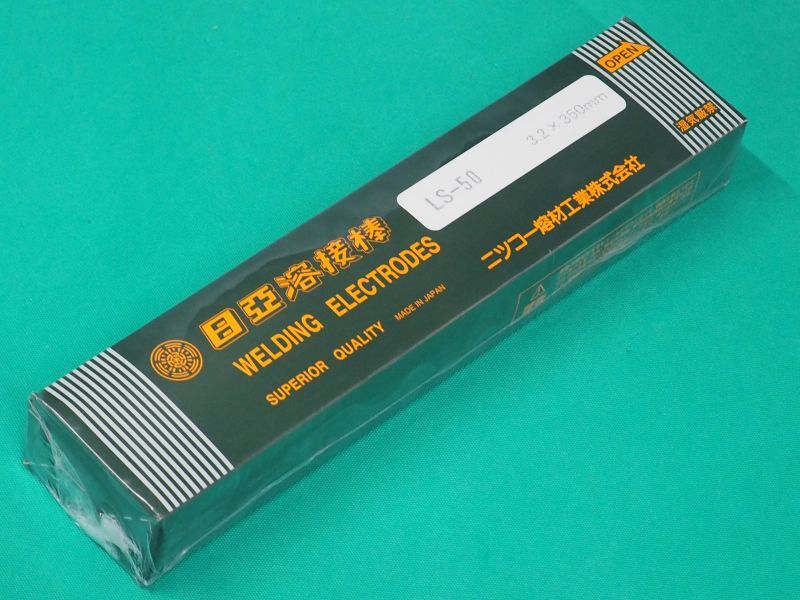 OPEN
湿気厳禁
LS-50
3.2×350mm
日亞溶接棒
WELDING ELECTRODES
SUPERIOR QUALITY
MADE IN JAPAN
ニツコー熔材工業株式会社